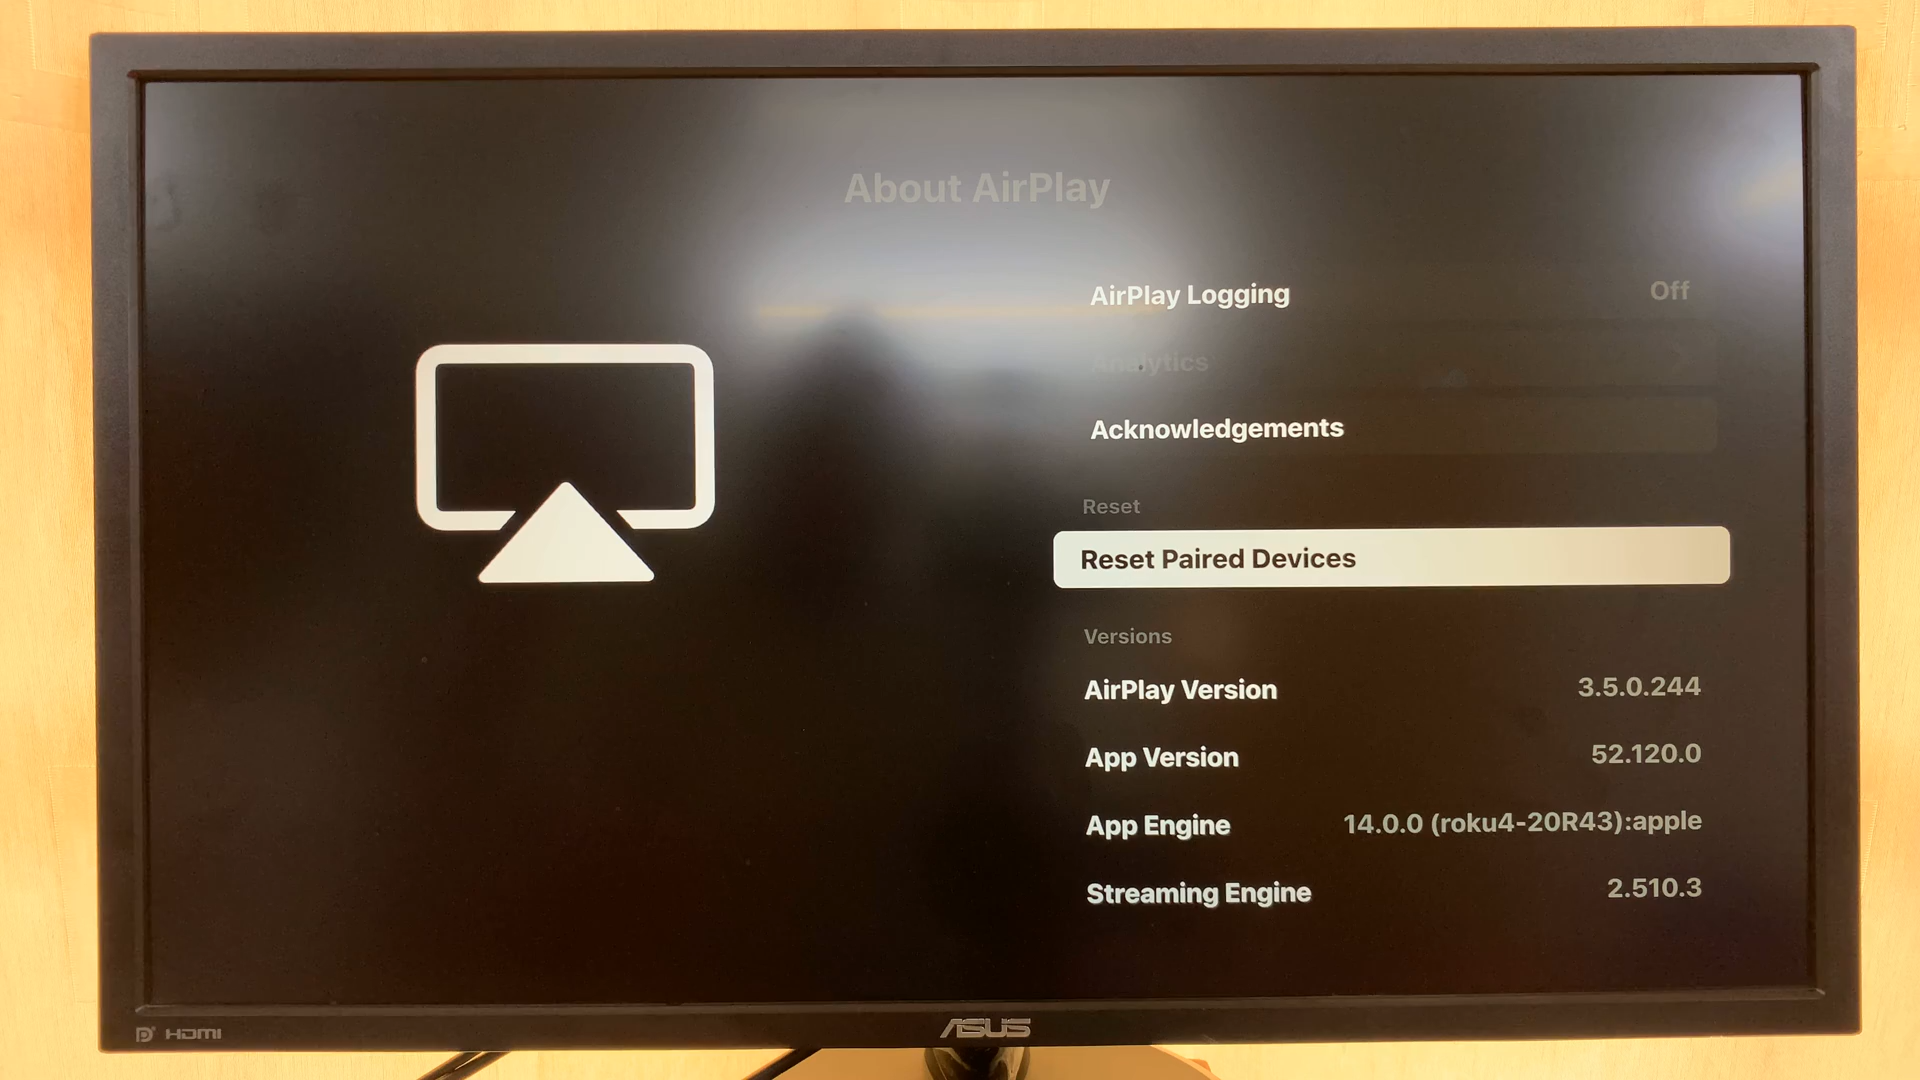 About AirPlay
AirPlay Logging Off
Analytics
Acknowledgements
Reset
Reset Paired Devices
Versions
AirPlay Version 3.5.0.244
App Version 52.120.0
App Engine 14.0.0 (roku4-20R43):apple
Streaming Engine 2.510.3
HDMI
ASUS